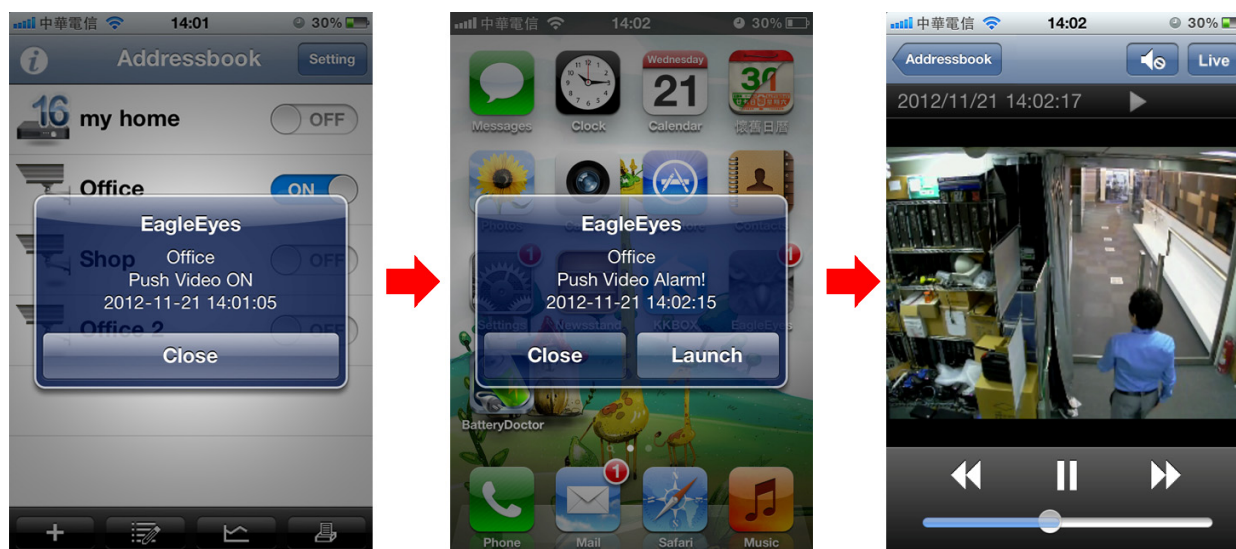 中華電信 14:01 30%
Addressbook
Setting
16
my home OFF
Office ON
EagleEyes
Office
Push Video ON
2012-11-21 14:01:05
Close
Shop OFF
Office 2 OFF
中華電信 14:02 30%
Wednesday
21
Messages Clock Calendar 懷舊日曆
Photos Contacts
EagleEyes
Office
Push Video Alarm!
2012-11-21 14:02:15
Close Launch
1
1
Settings Newsstand KKBOX EagleEyes
BatteryDoctor
1
Phone Mail Safari Music
中華電信 14:02 30%
Addressbook
Live
2012/11/21 14:02:17